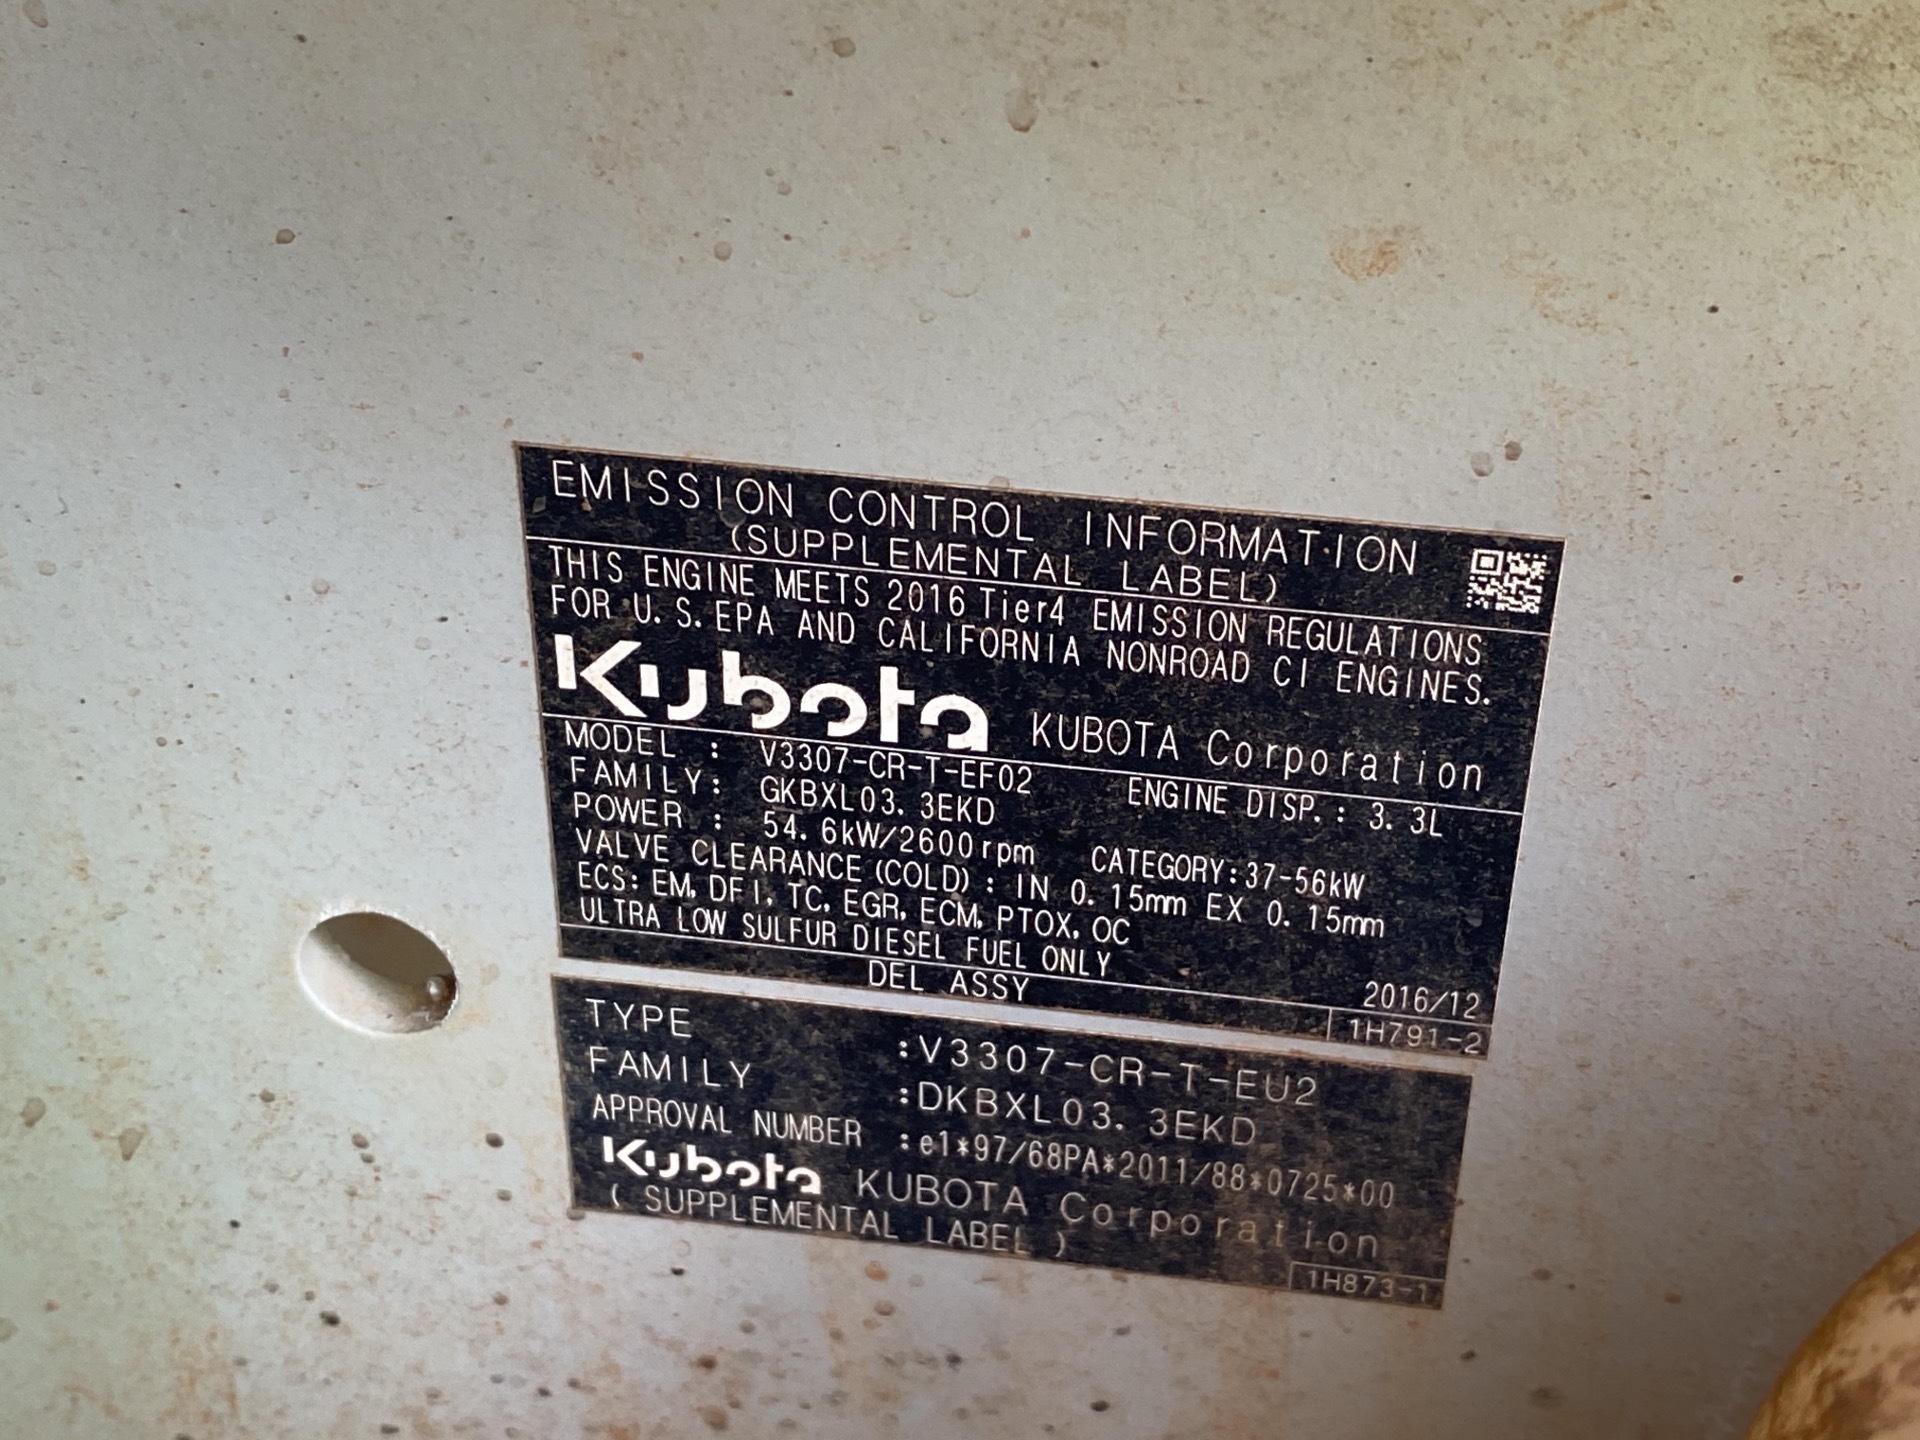 EMISSION CONTROL INFORMATION
(SUPPLEMENTAL LABEL)
THIS ENGINE MEETS 2016 Tier4 EMISSION REGULATIONS
FOR U. S. EPA AND CALIFORNIA NONROAD CI ENGINES.
Kubota KUBOTA Corporation
MODEL : V3307-CR-T-EF02 ENGINE DISP. : 3. 3L
FAMILY: GKBXL03. 3EKD
POWER : 54. 6kW/2600rpm CATEGORY:37-56kW
VALVE CLEARANCE (COLD) : IN 0. 15mm EX 0. 15mm
ECS: EM, DFI, TC, EGR, ECM, PTOX, OC
ULTRA LOW SULFUR DIESEL FUEL ONLY
2016/12
DEL ASSY
1H791-2
TYPE :V3307-CR-T-EU2
FAMILY :DKBXL03. 3EKD
APPROVAL NUMBER :e1*97/68PA*2011/88*0725*00
Kubota KUBOTA Corporation
( SUPPLEMENTAL LABEL )
1H873-1